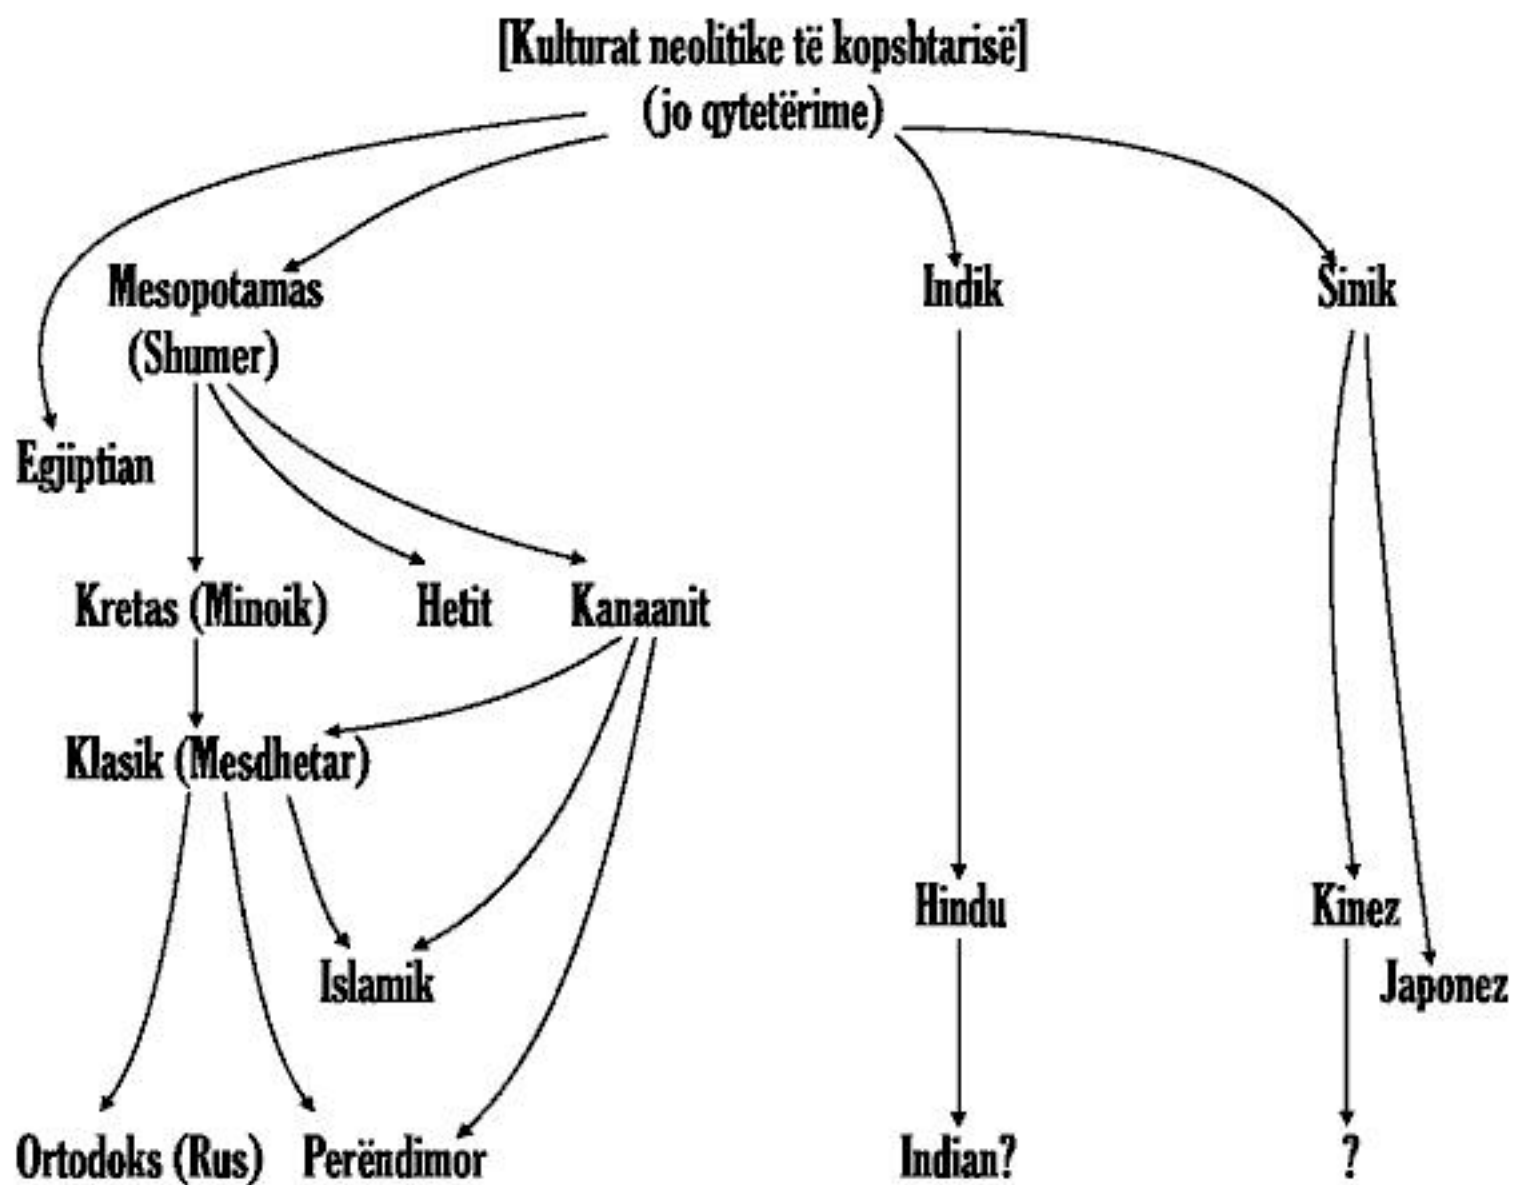 [Kulturat neolitike të kopshtarisë]
(jo qytetërime)
Mesopotamas
(Shumer)
Indik
Sinik
Egjiptian
Kretas (Minoik)
Hetit
Kanaanit
Klasik (Mesdhetar)
Hindu
Kinez
Islamik
Japonez
Ortodoks (Rus)
Perëndimor
Indian?
?